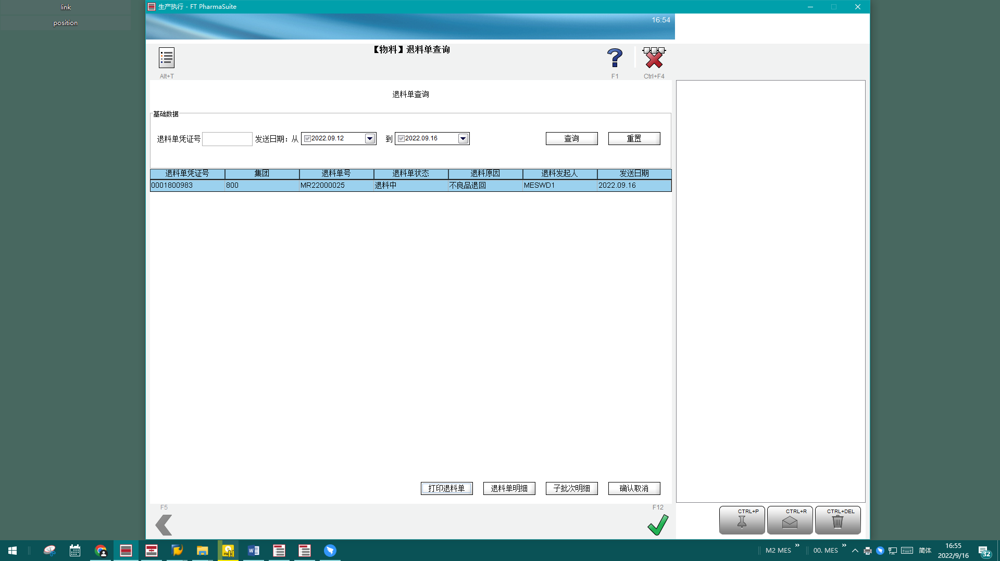 link
position
生产执行 - FT PharmaSuite
16:54
【物料】退料单查询
Alt+T
F1
Ctrl+F4
退料单查询
基础数据
退料单凭证号 发送日期：从 2022.09.12 到 2022.09.16 查询 重置
退料单凭证号 集团 退料单号 退料单状态 退料原因 退料发起人 发送日期
0001800983 800 MR22000025 退料中 不良品退回 MESWD1 2022.09.16
打印退料单 退料单明细 子批次明细 确认取消
F5
F12
CTRL+P CTRL+R CTRL+DEL
M2 MES
00. MES
简体
16:55
2022/9/16
32